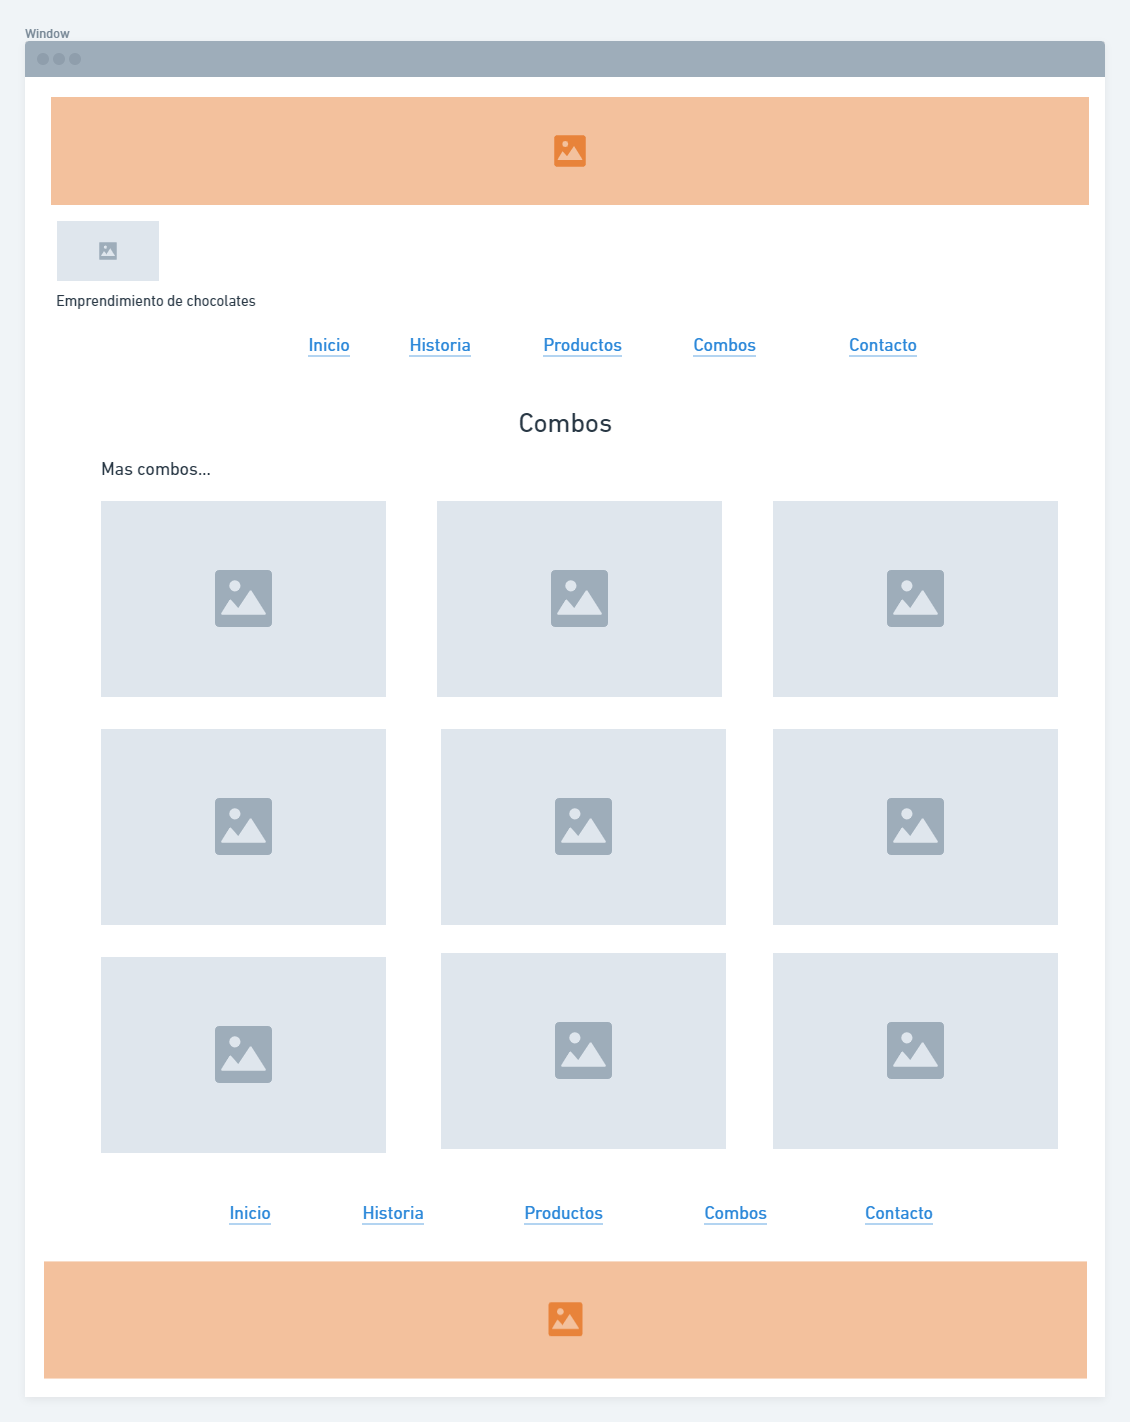 Window
Emprendimiento de chocolates
Inicio Historia Productos Combos Contacto
Combos
Mas combos...
Inicio Historia Productos Combos Contacto